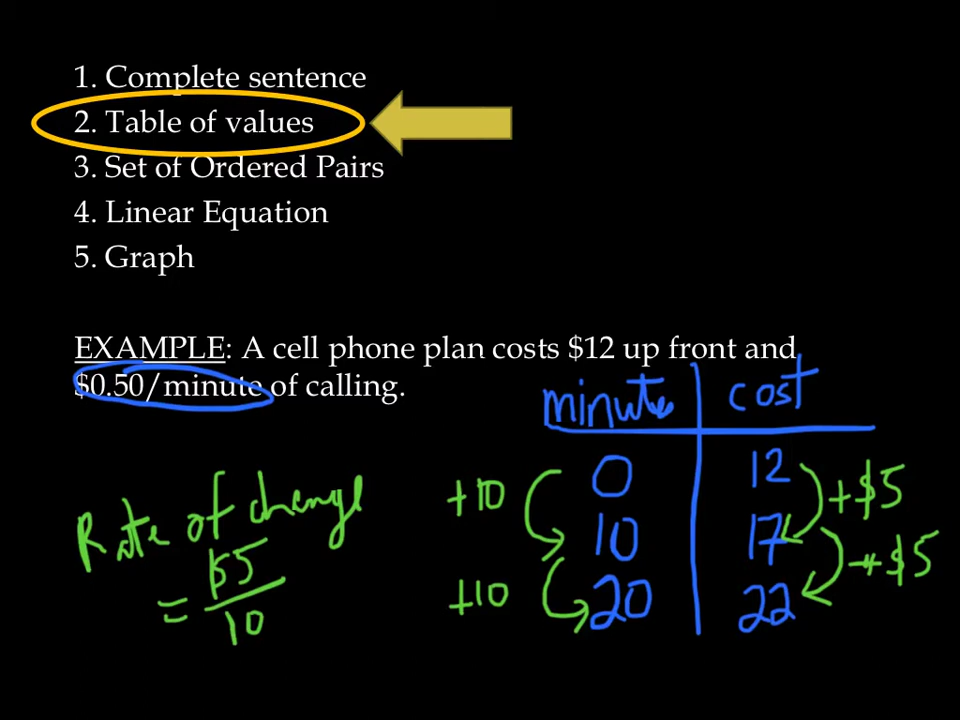 1. Complete sentence
2. Table of values
3. Set of Ordered Pairs
4. Linear Equation
5. Graph
EXAMPLE: A cell phone plan costs $12 up front and
$0.50/minute of calling.
minute cost
0 12
+10 +$5
10 17
+10 +$5
20 22
Rate of change
= $5/10